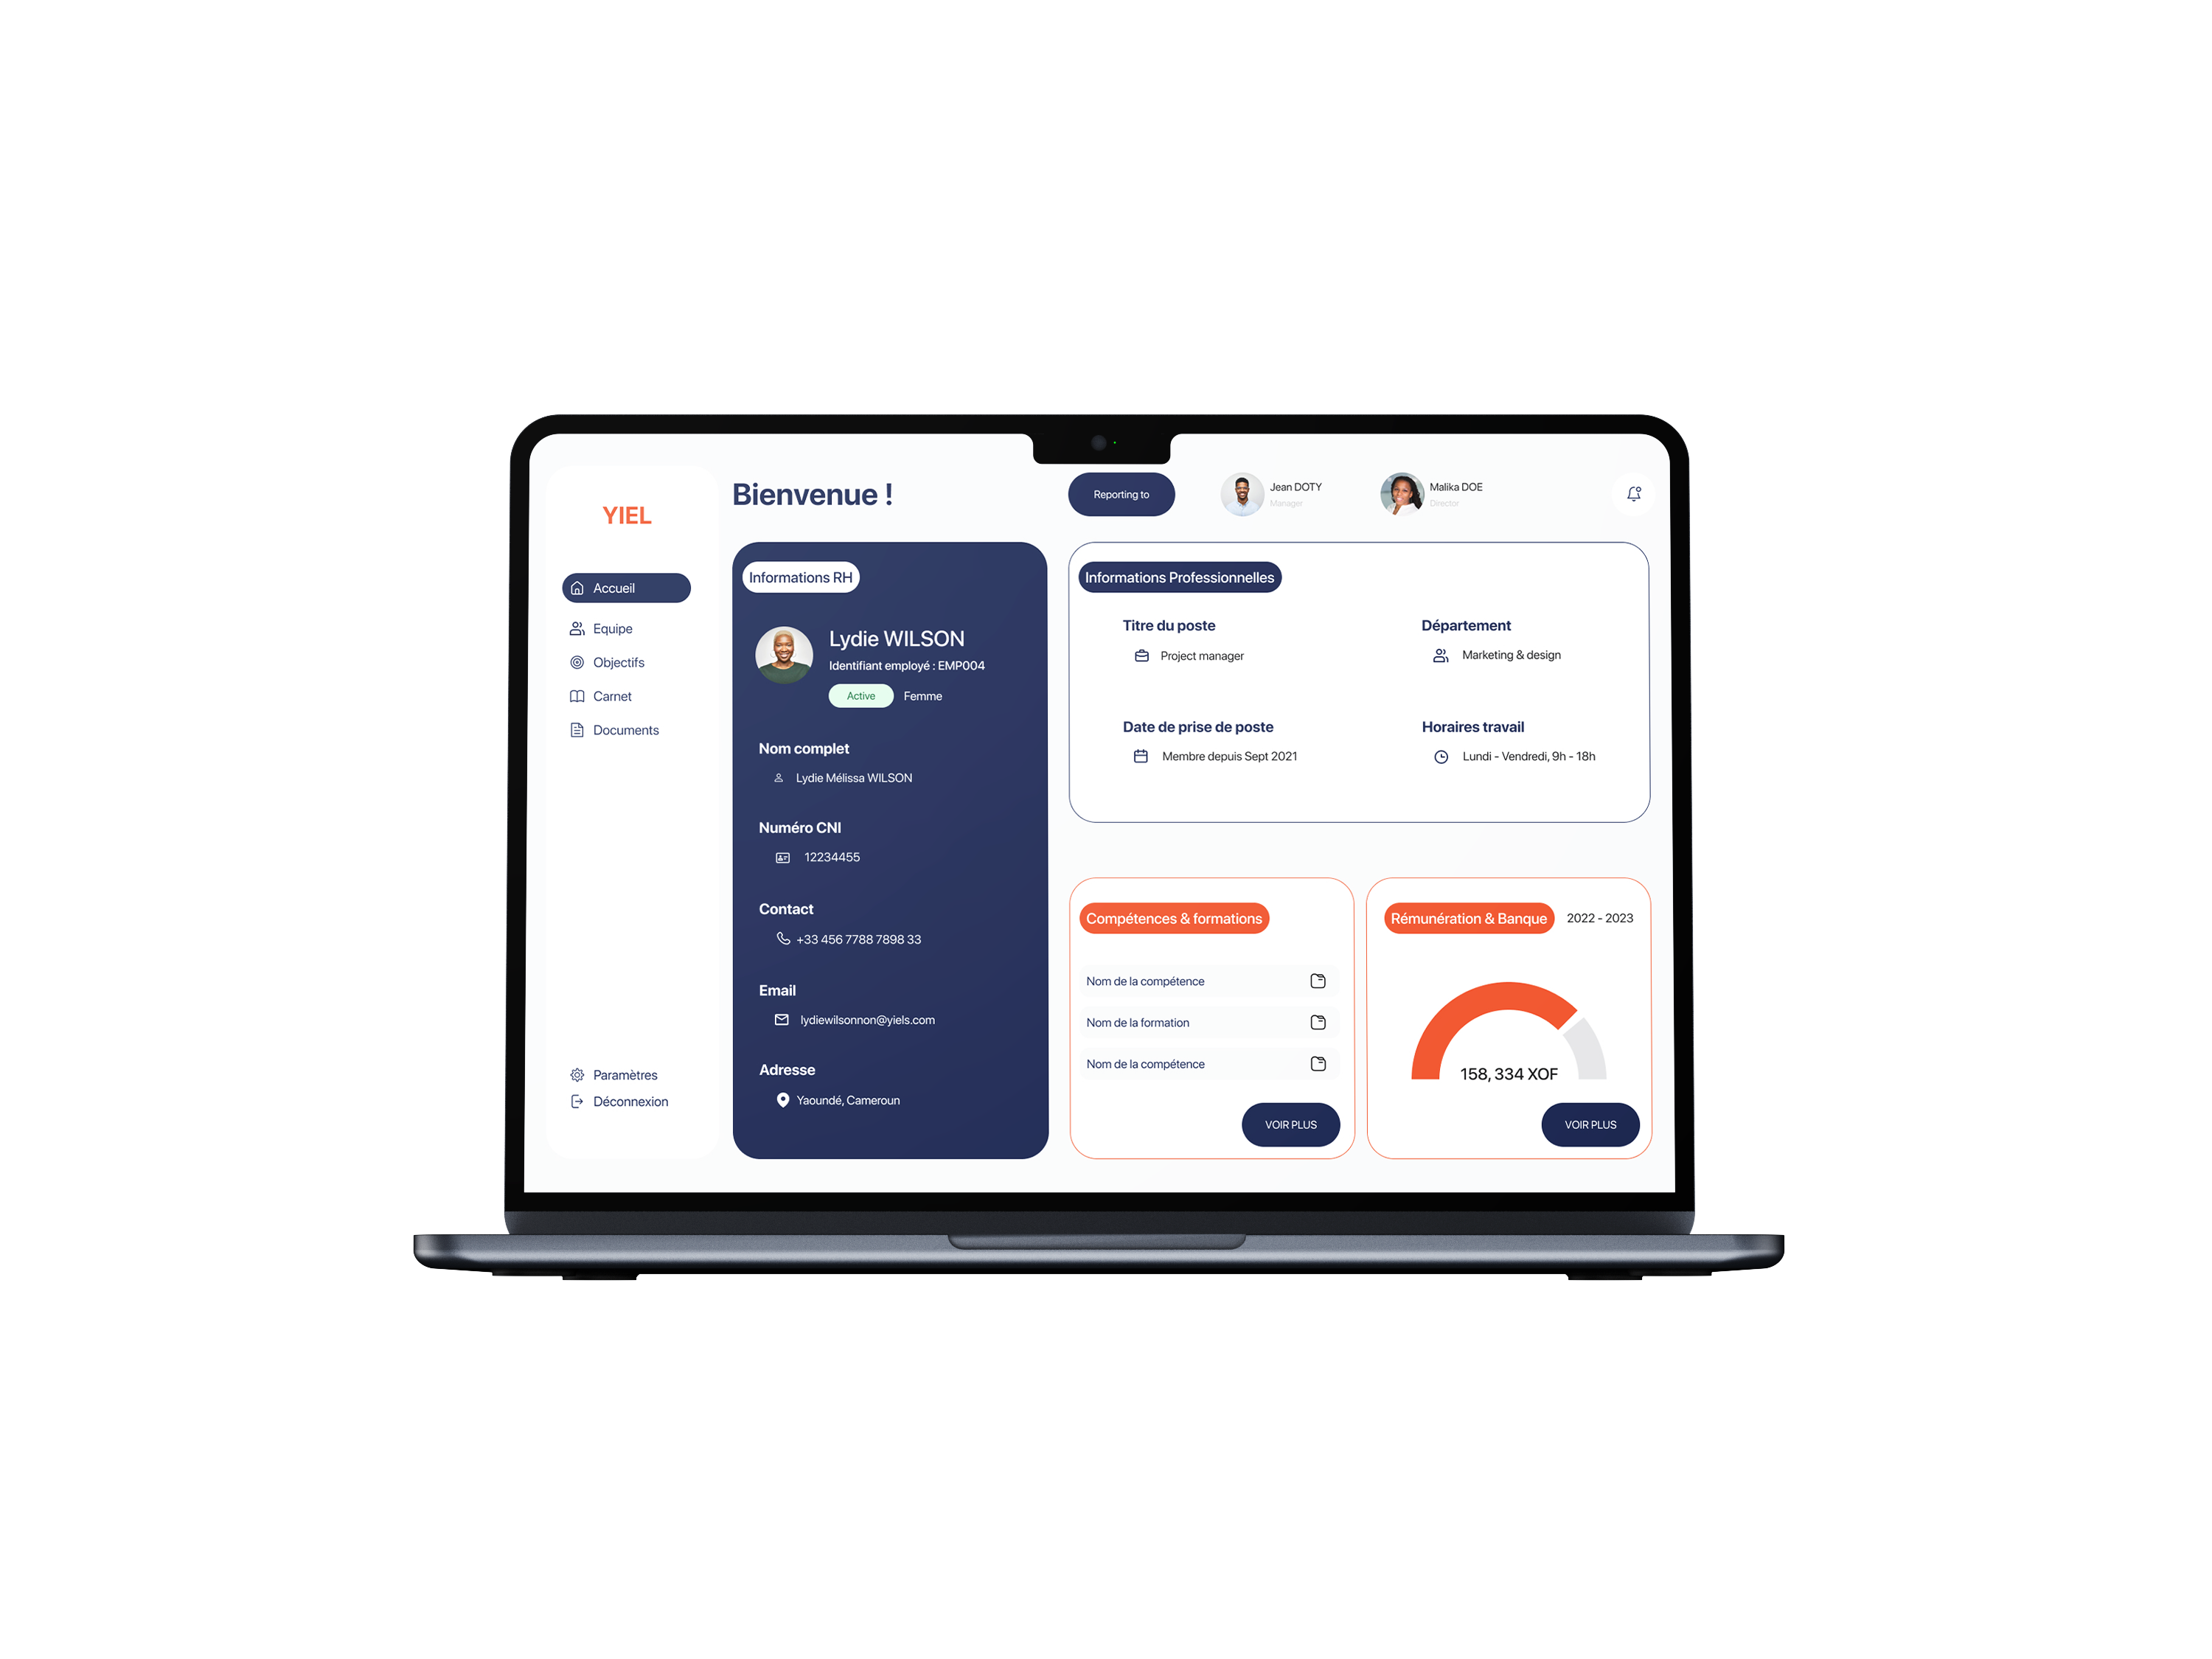 YIEL
Accueil
Equipe
Objectifs
Carnet
Documents
Paramètres
Déconnexion
Bienvenue !
Reporting to
Jean DOTY
Manager
Malika DOE
Director
Informations RH
Lydie WILSON
Identifiant employé : EMP004
Active
Femme
Nom complet
Lydie Mélissa WILSON
Numéro CNI
12234455
Contact
+33 456 7788 7898 33
Email
lydiewilsonnon@yiels.com
Adresse
Yaoundé, Cameroun
Informations Professionnelles
Titre du poste
Project manager
Département
Marketing & design
Date de prise de poste
Membre depuis Sept 2021
Horaires travail
Lundi - Vendredi, 9h - 18h
Compétences & formations
Nom de la compétence
Nom de la formation
Nom de la compétence
VOIR PLUS
Rémunération & Banque
2022 - 2023
158, 334 XOF
VOIR PLUS